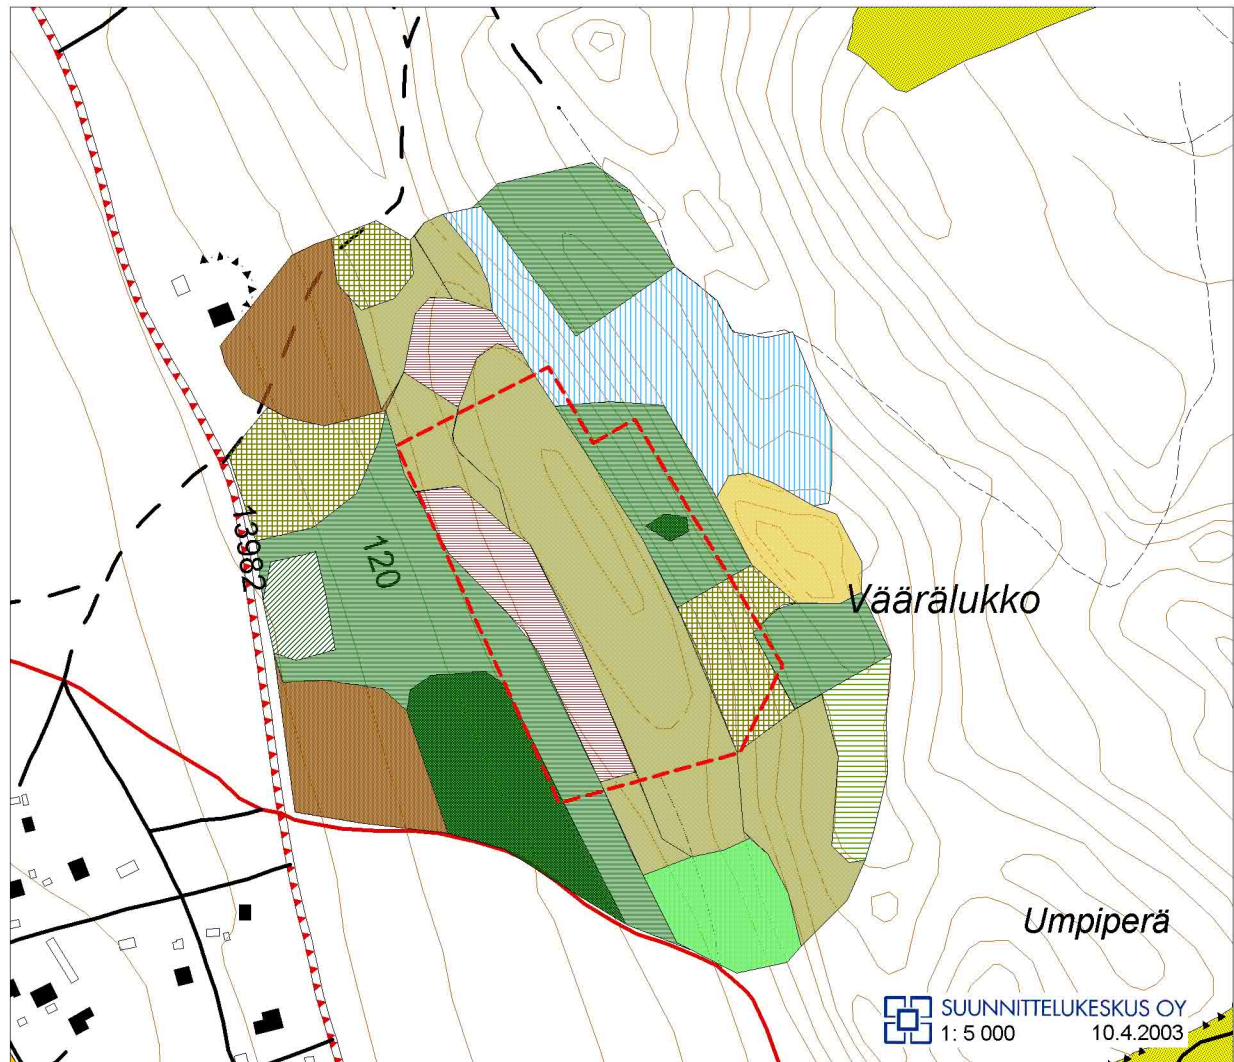 13982
120
Väärälukko
Umpiperä
SUUNNITTELUKESKUS OY
1: 5 000 10.4.2003